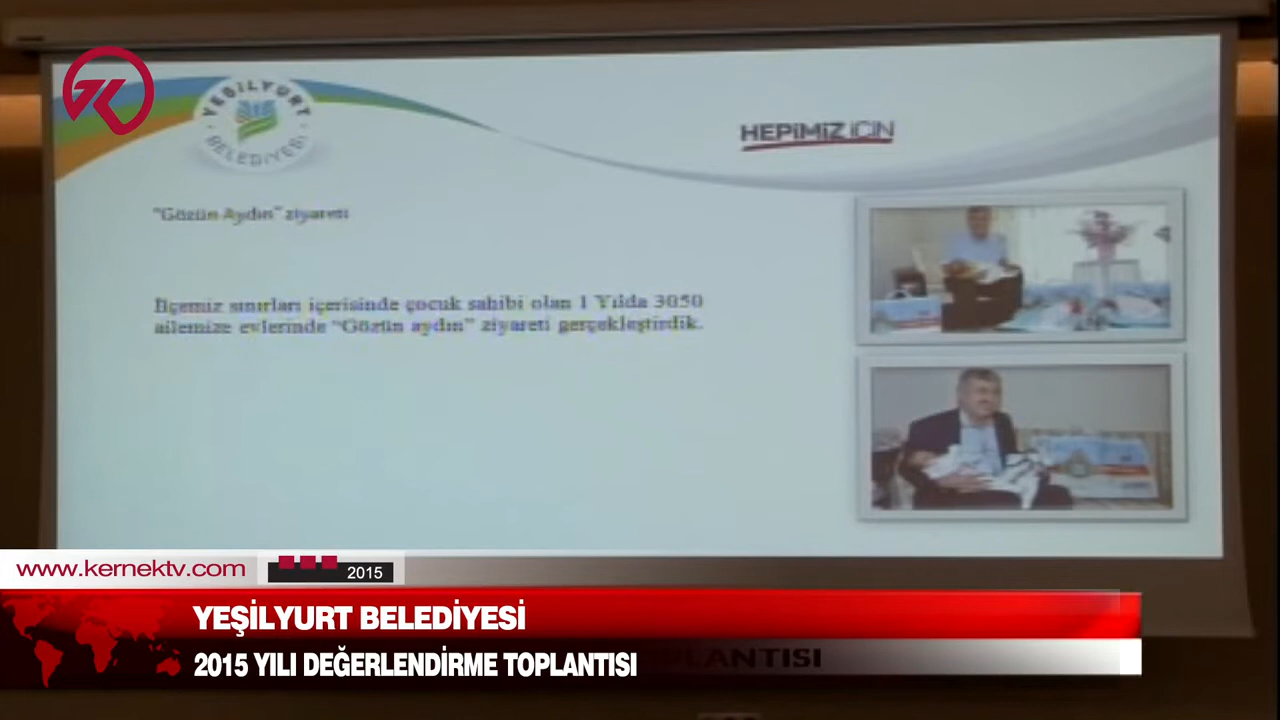 YEŞİLYURT
BELEDİYESİ
HEPİMİZ İÇİN
"Gözün Aydın" ziyareti
İlçemiz sınırları içerisinde çocuk sahibi olan 1 Yılda 3050
ailemize evlerinde "Gözün aydın" ziyareti gerçekleştirdik.
www.kernektv.com
2015
YEŞİLYURT BELEDİYESİ
2015 YILI DEĞERLENDİRME TOPLANTISI
PLANTISI